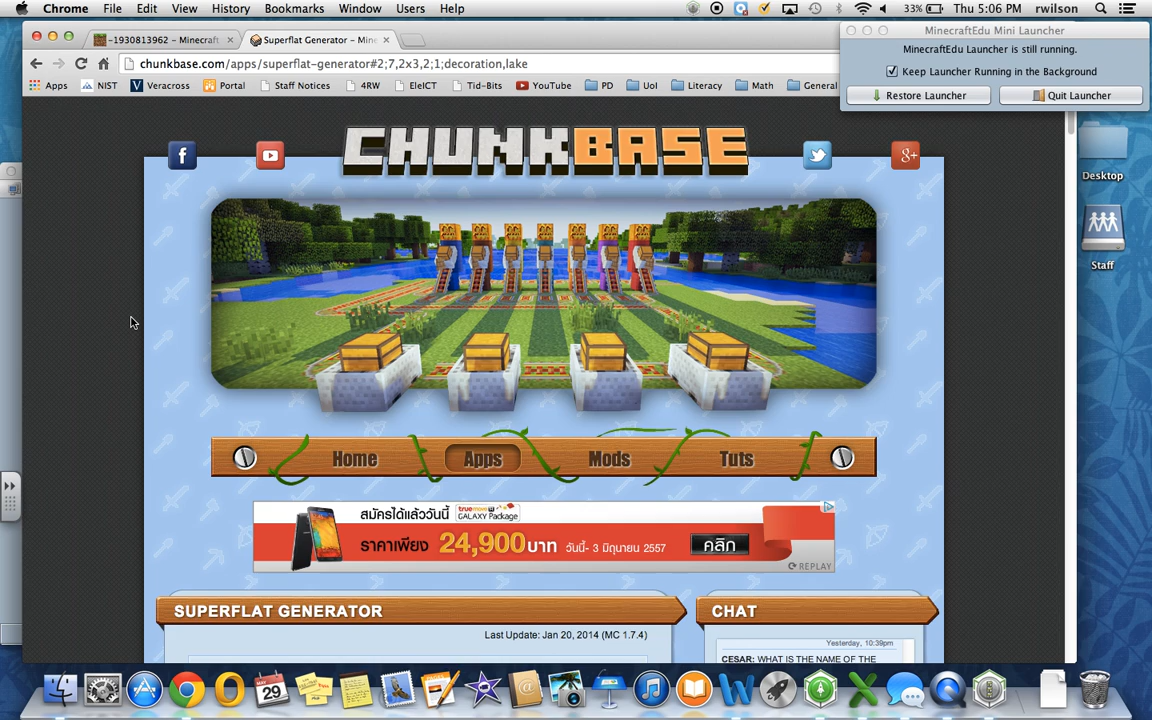 Chrome File Edit View History Bookmarks Window Users Help 33% Thu 5:06 PM rwilson
-1930813962 - Minecraft Superflat Generator - Mine
chunkbase.com/apps/superflat-generator#2;7,2x3,2;1;decoration,lake
Apps NIST Veracross Portal Staff Notices 4RW EleICT Tid-Bits YouTube PD UoI Literacy Math General
MinecraftEdu Mini Launcher
MinecraftEdu Launcher is still running.
Keep Launcher Running in the Background
Restore Launcher Quit Launcher
Desktop
Staff
CHUNKBASE
Home Apps Mods Tuts
สมัครได้แล้ววันนี้ truemove H GALAXY Package
ราคาเพียง 24,900บาท วันนี้- 3 มิถุนายน 2557 คลิก
REPLAY
SUPERFLAT GENERATOR
Last Update: Jan 20, 2014 (MC 1.7.4)
CHAT
Yesterday, 10:39pm
CESAR: WHAT IS THE NAME OF THE
MAY
29